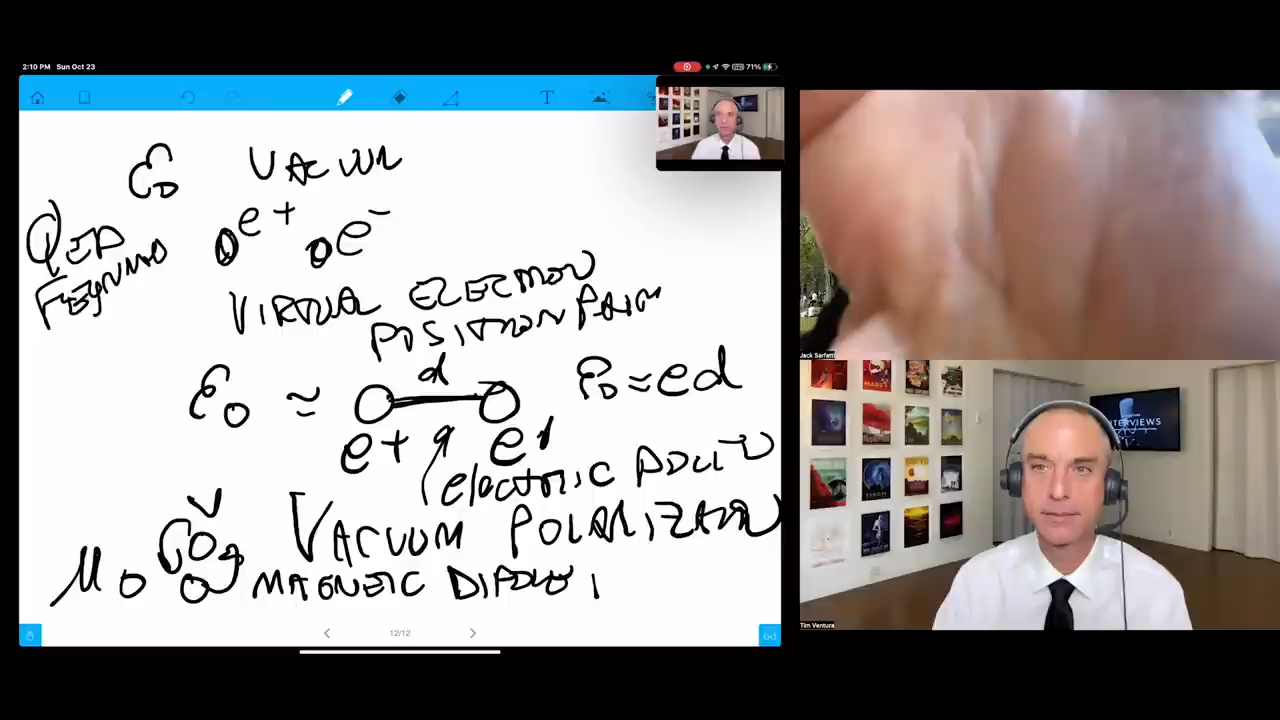 2:10 PM Sun Oct 23
71%
ε0 VACUUM
QED e+ e-
FEYNMAN
VIRTUAL ELECTRON
POSITRON PAIR
d
ε0 ≈ P0 ≈ ed
e+ e-
electric
VACUUM POLARIZATION
μ0 MAGNETIC DIPOLE
12/12
Jack Sarfatti
INTERVIEWS
Tim Ventura